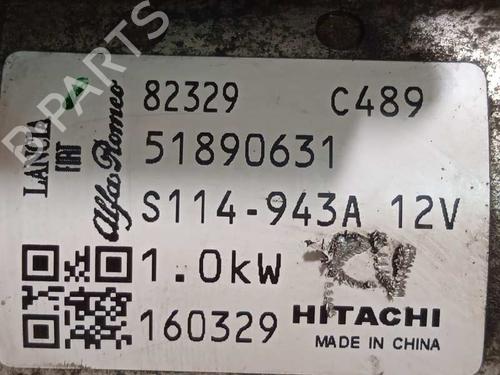 B-PARTS
LANCIA
FIAT
Alfa Romeo
82329 C489
51890631
S114-943A 12V
1.0kW
160329 HITACHI
MADE IN CHINA